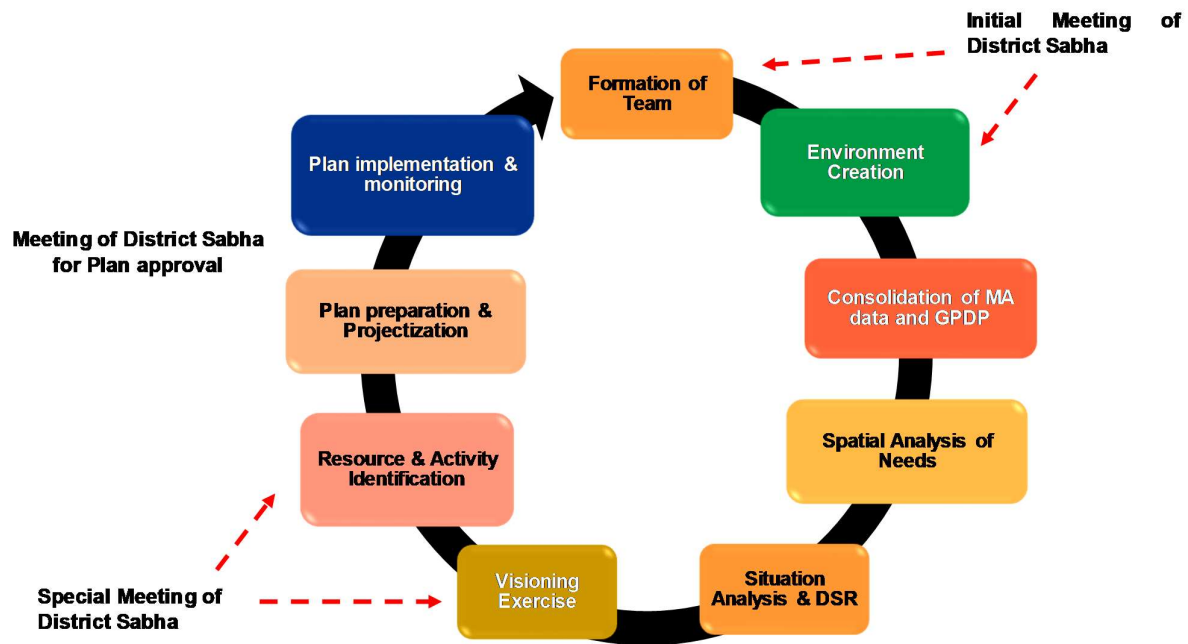 Initial Meeting of
District Sabha
Formation of
Team
Environment
Creation
Plan implementation &
monitoring
Meeting of District Sabha
for Plan approval
Consolidation of MA
data and GPDP
Plan preparation &
Projectization
Spatial Analysis of
Needs
Resource & Activity
Identification
Situation
Analysis & DSR
Visioning
Exercise
Special Meeting of
District Sabha